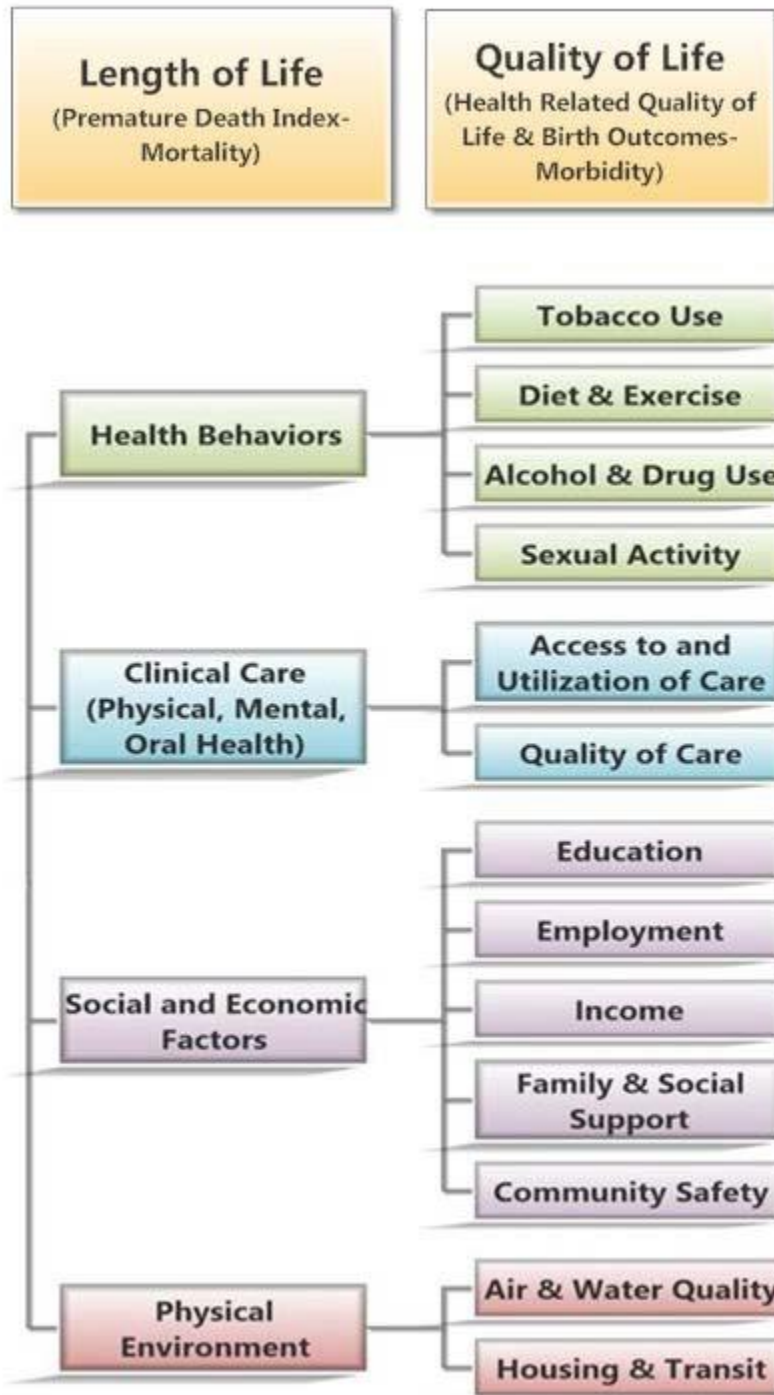 Length of Life
(Premature Death Index-
Mortality)
Quality of Life
(Health Related Quality of
Life & Birth Outcomes-
Morbidity)
Health Behaviors
Tobacco Use
Diet & Exercise
Alcohol & Drug Use
Sexual Activity
Clinical Care
(Physical, Mental,
Oral Health)
Access to and
Utilization of Care
Quality of Care
Social and Economic
Factors
Education
Employment
Income
Family & Social
Support
Community Safety
Physical
Environment
Air & Water Quality
Housing & Transit